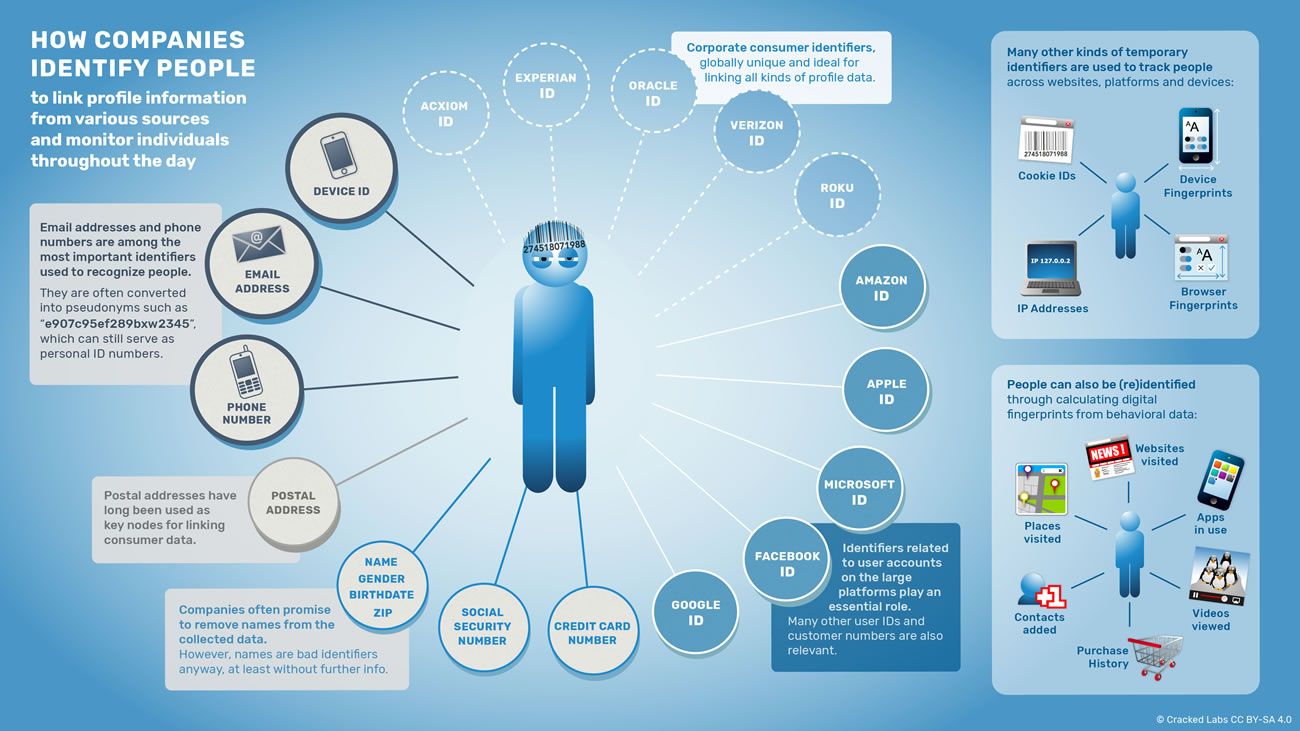 HOW COMPANIES
IDENTIFY PEOPLE
to link profile information
from various sources
and monitor individuals
throughout the day
DEVICE ID
Email addresses and phone
numbers are among the
most important identifiers
used to recognize people.
They are often converted
into pseudonyms such as
“e907c95ef289bxw2345”,
which can still serve as
personal ID numbers.
@
EMAIL
ADDRESS
PHONE
NUMBER
Postal addresses have
long been used as
key nodes for linking
consumer data.
POSTAL
ADDRESS
Companies often promise
to remove names from the
collected data.
However, names are bad identifiers
anyway, at least without further info.
NAME
GENDER
BIRTHDATE
ZIP
SOCIAL
SECURITY
NUMBER
CREDIT CARD
NUMBER
274518071988
ACXIOM
ID
EXPERIAN
ID
ORACLE
ID
Corporate consumer identifiers,
globally unique and ideal for
linking all kinds of profile data.
VERIZON
ID
ROKU
ID
AMAZON
ID
APPLE
ID
MICROSOFT
ID
FACEBOOK
ID
GOOGLE
ID
Identifiers related
to user accounts
on the large
platforms play an
essential role.
Many other user IDs and
customer numbers are also
relevant.
Many other kinds of temporary
identifiers are used to track people
across websites, platforms and devices:
274518071988
Cookie IDs
AA
Device
Fingerprints
IP 127.0.0.2
IP Addresses
AA
Browser
Fingerprints
People can also be (re)identified
through calculating digital
fingerprints from behavioral data:
NEWS !
Websites
visited
Places
visited
Apps
in use
+1
Contacts
added
Videos
viewed
Purchase
History
© Cracked Labs CC BY-SA 4.0